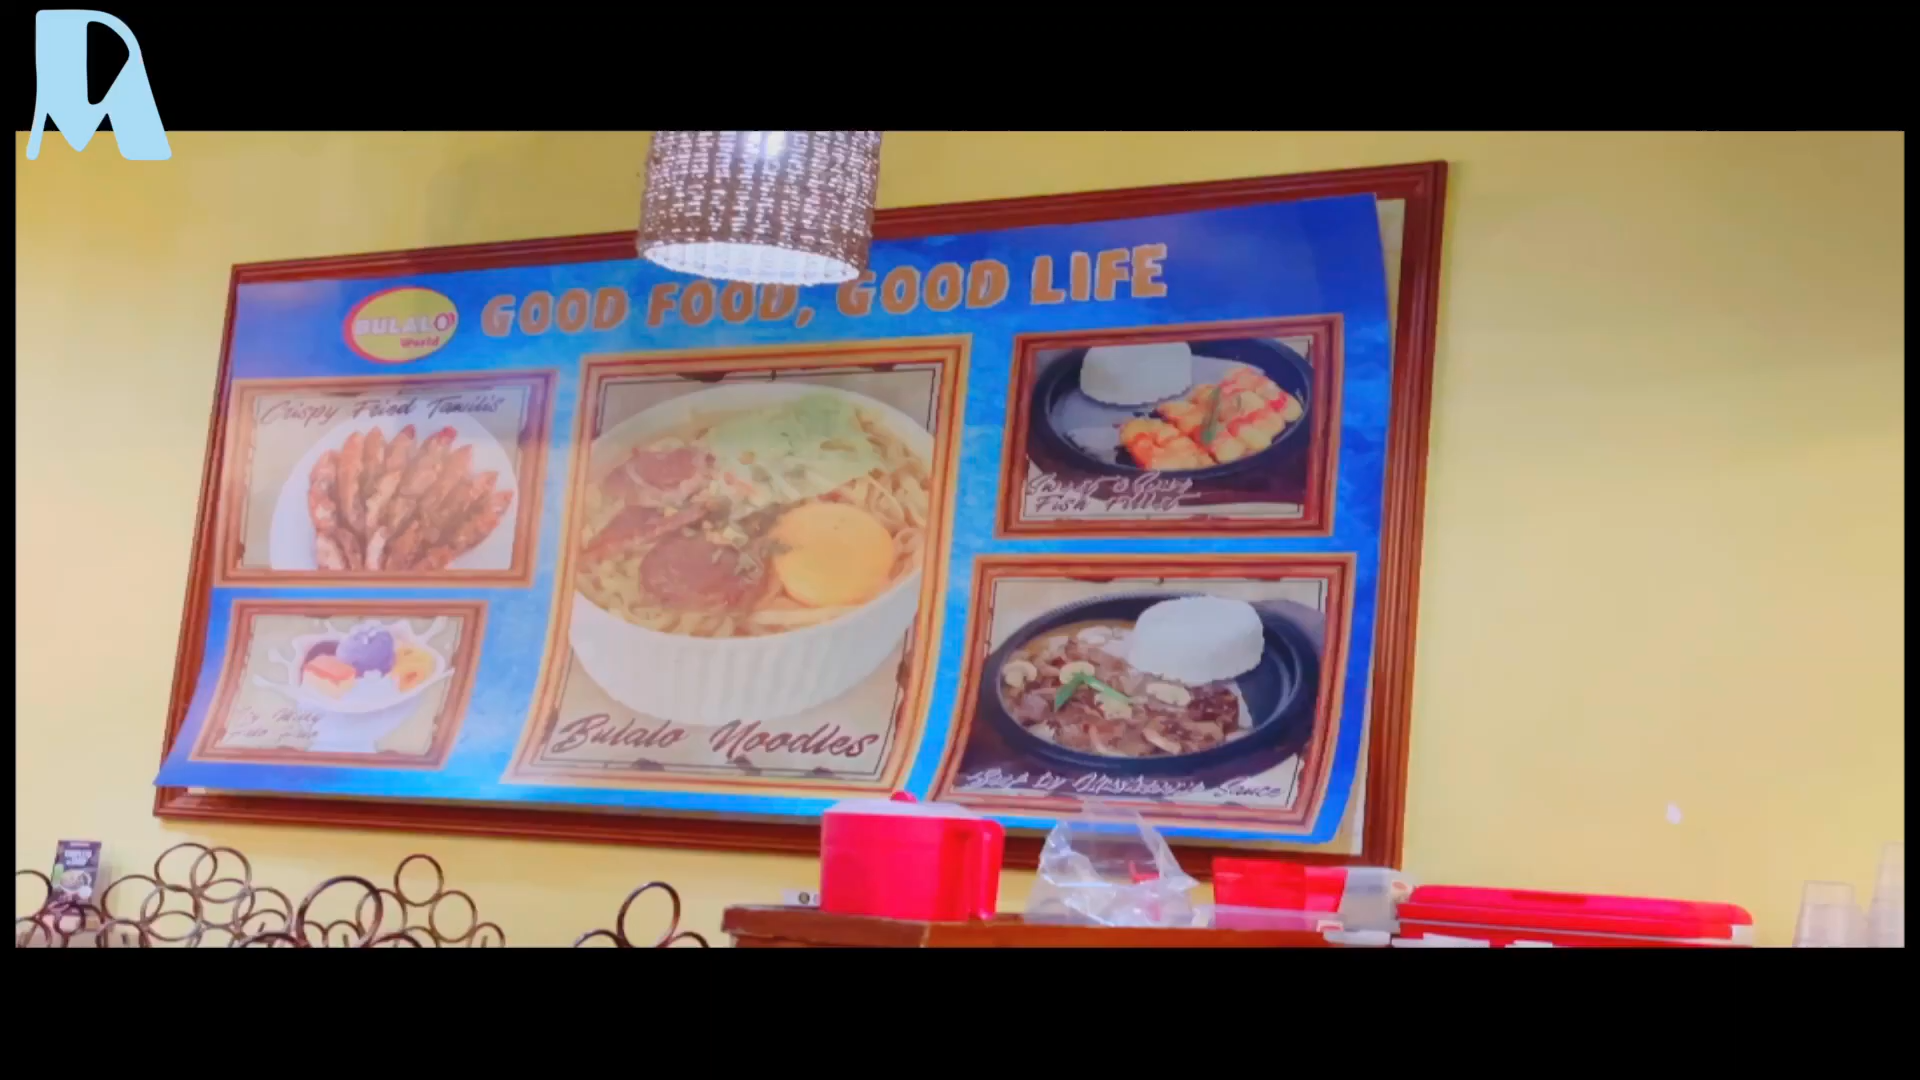 GOOD FOOD, GOOD LIFE
BULALO
World
Crispy Fried Tawilis
Fish Fillet
Bulalo Noodles
Sauce